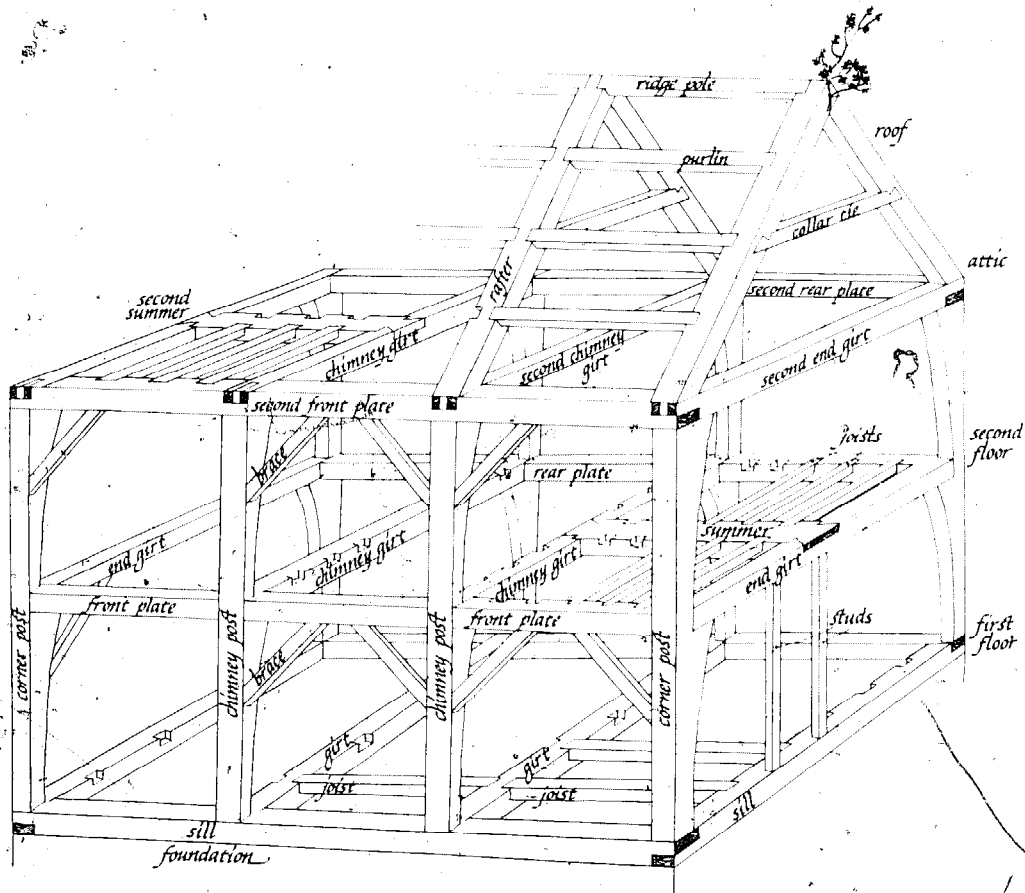 ridge pole
roof
purlin
collar tie
attic
rafter
second rear plate
second
summer
chimney girt
second chimney
girt
second end girt
second front plate
joists
second
floor
brace
rear plate
summer
end girt
chimney girt
chimney girt
end girt
front plate
front plate
studs
first
floor
corner post
chimney post
brace
chimney post
corner post
girt
girt
joist
joist
sill
sill
foundation